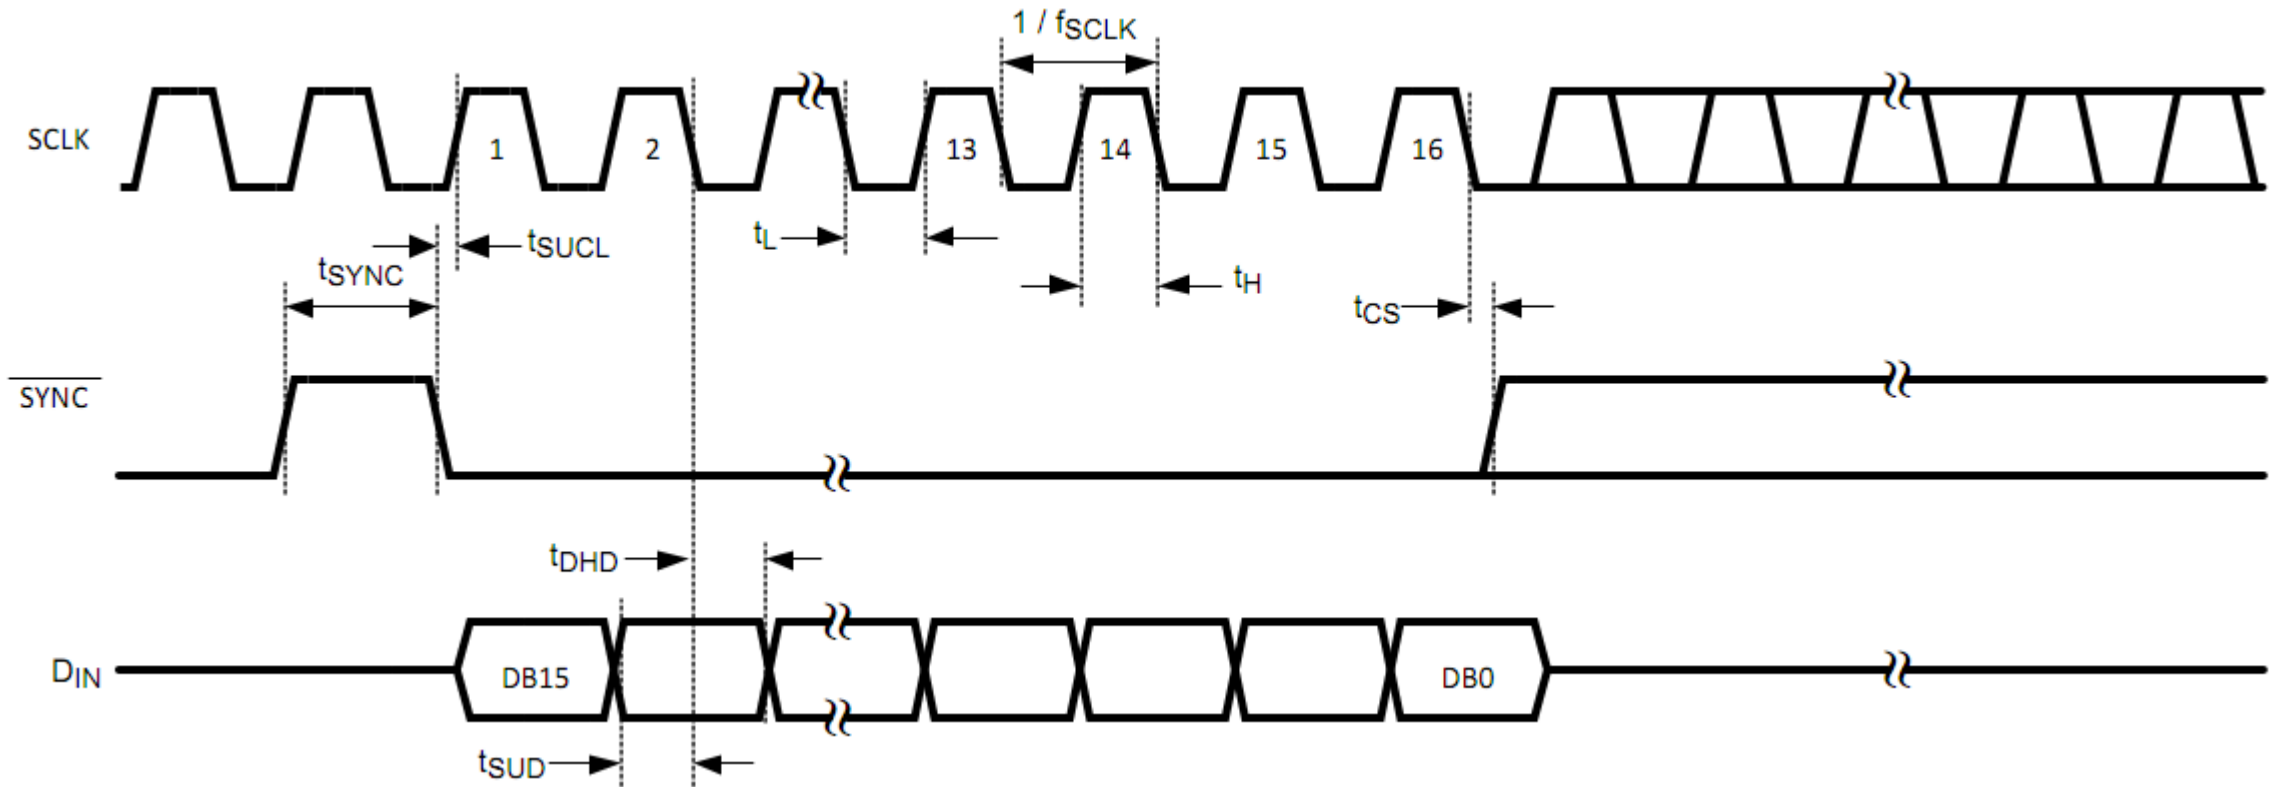 1 / fSCLK
SCLK
1 2 13 14 15 16
tSUCL
tL
tSYNC
tH
tCS
SYNC
tDHD
DIN
DB15 DB0
tSUD